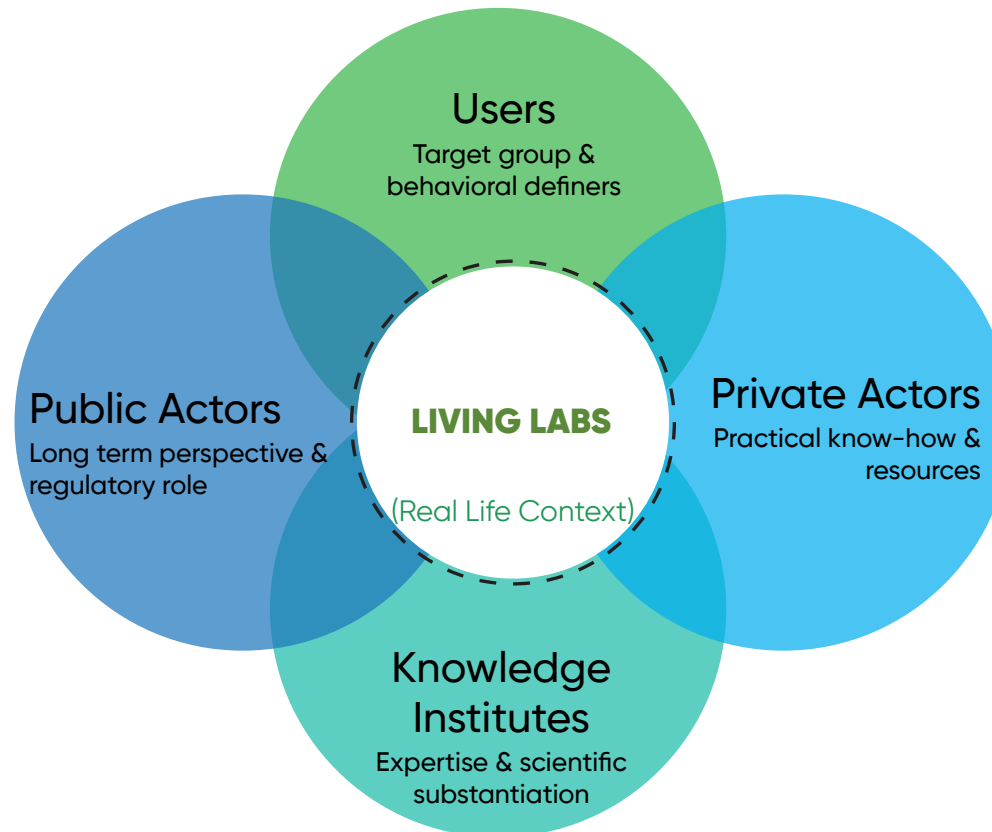 Users
Target group &
behavioral definers
Public Actors
Long term perspective &
regulatory role
LIVING LABS
(Real Life Context)
Private Actors
Practical know-how &
resources
Knowledge
Institutes
Expertise & scientific
substantiation